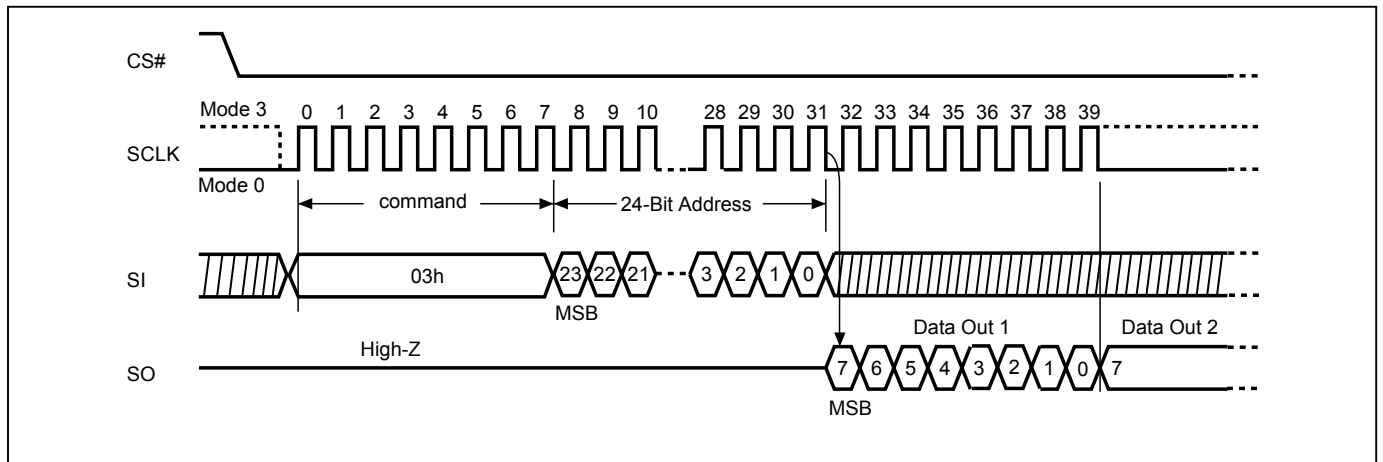 CS#
Mode 3
0 1 2 3 4 5 6 7 8 9 10 28 29 30 31 32 33 34 35 36 37 38 39
SCLK
Mode 0
command
24-Bit Address
SI
03h
23 22 21 3 2 1 0
MSB
Data Out 1
Data Out 2
High-Z
SO
7 6 5 4 3 2 1 0 7
MSB